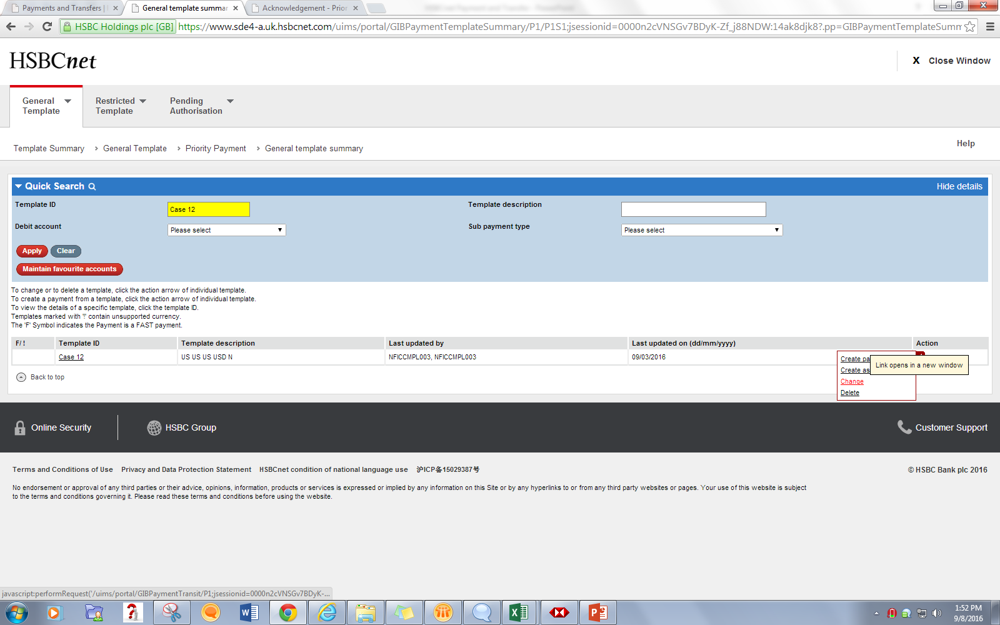 Payments and Transfers |
General template summar
Acknowledgement - Prior
HSBC Holdings plc [GB]
https://www.sde4-a.uk.hsbcnet.com/uims/portal/GIBPaymentTemplateSummary/P1/P1S1;jsessionid=0000n2cVNSGv7BDyK-Zf_j88NDW:14ak8djk8?.pp=GIBPaymentTemplateSumm
HSBCnet
X Close Window
General Template
Restricted Template
Pending Authorisation
Template Summary › General Template › Priority Payment › General template summary
Help
Quick Search
Hide details
Template ID
Case 12
Template description
Debit account
Please select
Sub payment type
Please select
Apply
Clear
Maintain favourite accounts
To change or to delete a template, click the action arrow of individual template.
To create a payment from a template, click the action arrow of individual template.
To view the details of a specific template, click the template ID.
Templates marked with '!' contain unsupported currency.
The 'F' Symbol indicates the Payment is a FAST payment.
F/ ! Template ID Template description Last updated by Last updated on (dd/mm/yyyy) Action
Case 12 US US US USD N NFICCMPL003, NFICCMPL003 09/03/2016
Create pa
Create as
Change
Delete
Link opens in a new window
Back to top
Online Security
HSBC Group
Customer Support
Terms and Conditions of Use Privacy and Data Protection Statement HSBCnet condition of national language use 沪ICP备15029387号
© HSBC Bank plc 2016
No endorsement or approval of any third parties or their advice, opinions, information, products or services is expressed or implied by any information on this Site or by any hyperlinks to or from any third party websites or pages. Your use of this website is subject
to the terms and conditions governing it. Please read these terms and conditions before using the website.
javascript:performRequest('/uims/portal/GIBPaymentTransit/P1;jsessionid=0000n2cVNSGv7BDyK-...
1:52 PM
9/8/2016